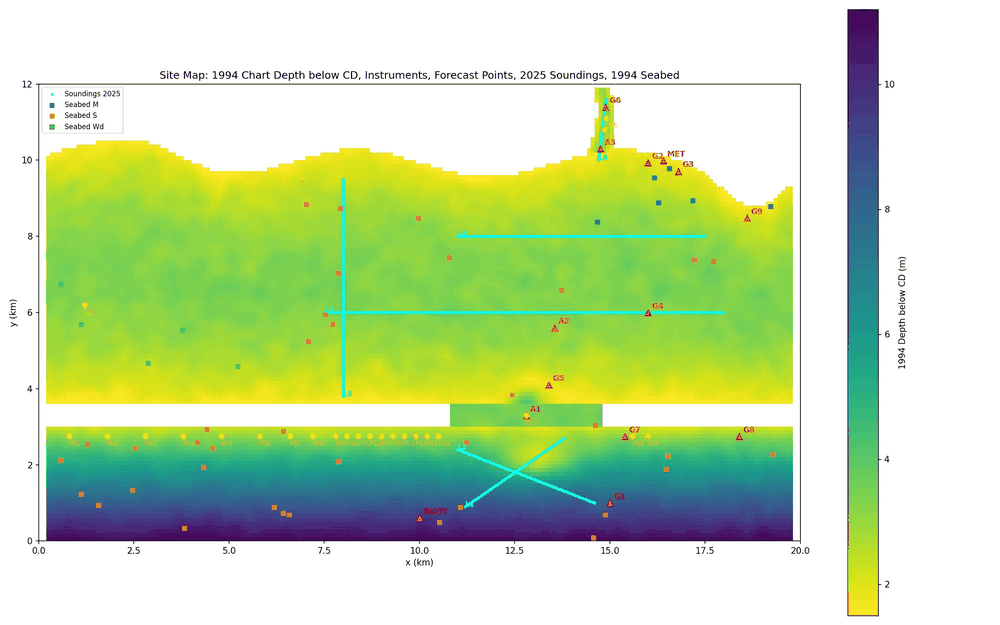 Site Map: 1994 Chart Depth below CD, Instruments, Forecast Points, 2025 Soundings, 1994 Seabed
Soundings 2025
Seabed M
Seabed S
Seabed Wd
G6
A3
G2
MET
G3
G9
G4
A2
G5
A1
G7
G8
G1
BUOY
12
10
8
6
4
2
0
y (km)
0.0
2.5
5.0
7.5
10.0
12.5
15.0
17.5
20.0
x (km)
10
8
6
4
2
1994 Depth below CD (m)